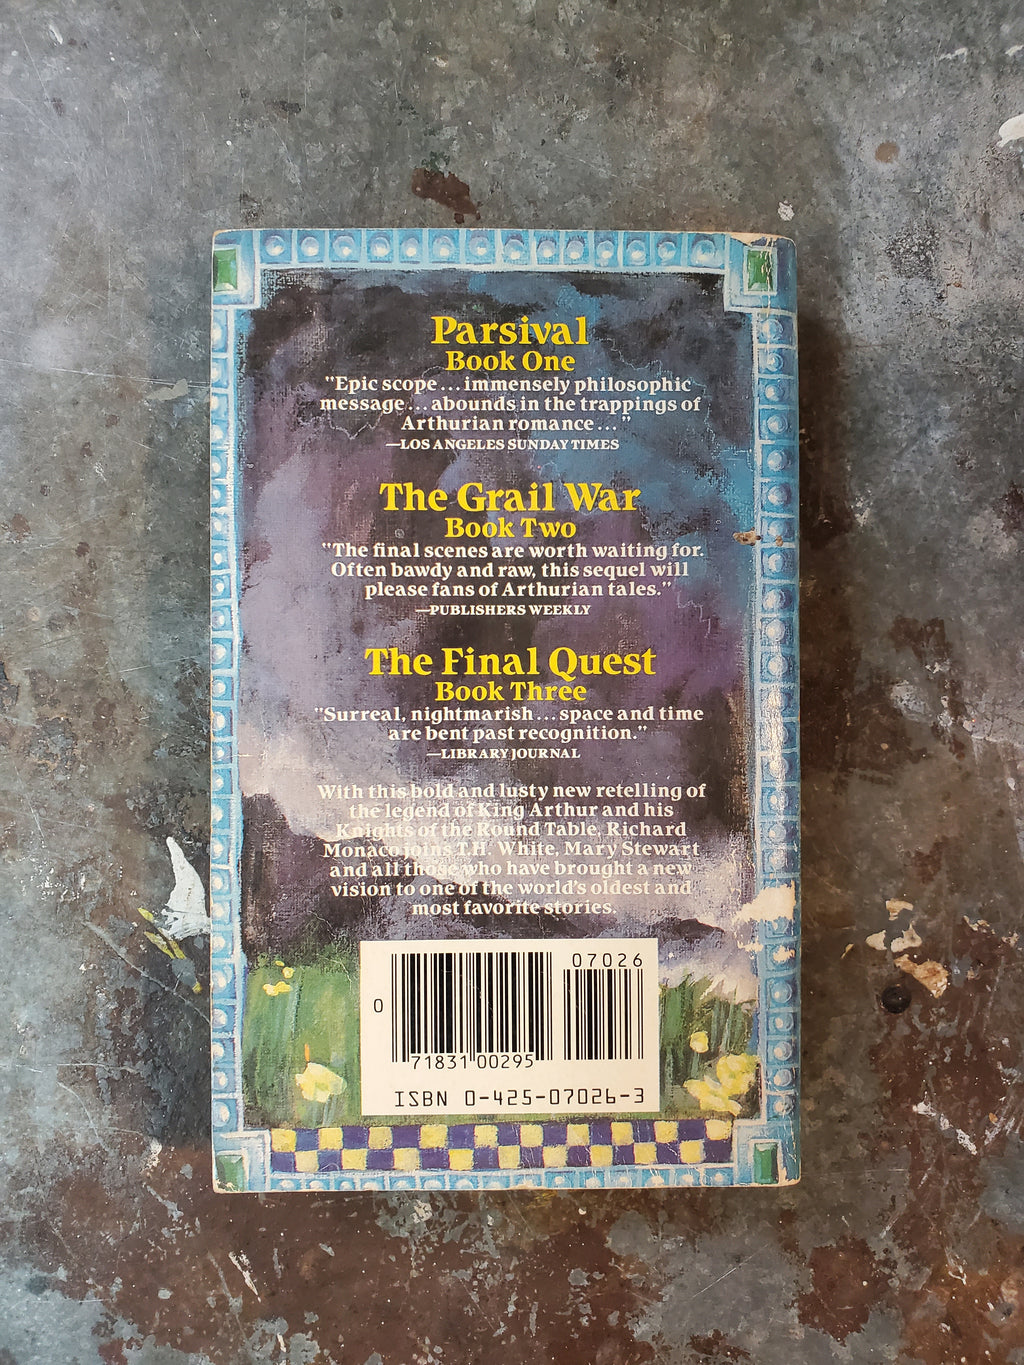 Parsival
Book One
"Epic scope... immensely philosophic
message... abounds in the trappings of
Arthurian romance..."
—LOS ANGELES SUNDAY TIMES
The Grail War
Book Two
"The final scenes are worth waiting for.
Often bawdy and raw, this sequel will
please fans of Arthurian tales."
—PUBLISHERS WEEKLY
The Final Quest
Book Three
"Surreal, nightmarish... space and time
are bent past recognition."
—LIBRARY JOURNAL
With this bold and lusty new retelling of
the legend of King Arthur and his
Knights of the Round Table, Richard
Monaco joins T.H. White, Mary Stewart
and all those who have brought a new
vision to one of the world's oldest and
most favorite stories.
07026
0
71831 00295
ISBN 0-425-07026-3